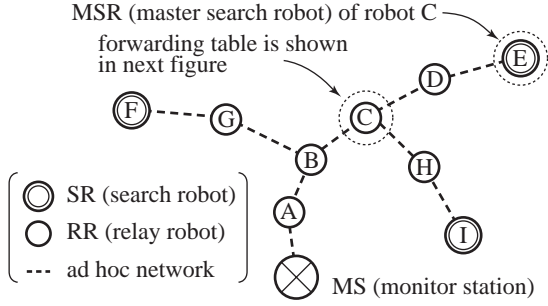 MSR (master search robot) of robot C
forwarding table is shown
in next figure
E
D
F
G
C
B
H
A
I
SR (search robot)
RR (relay robot)
ad hoc network
MS (monitor station)